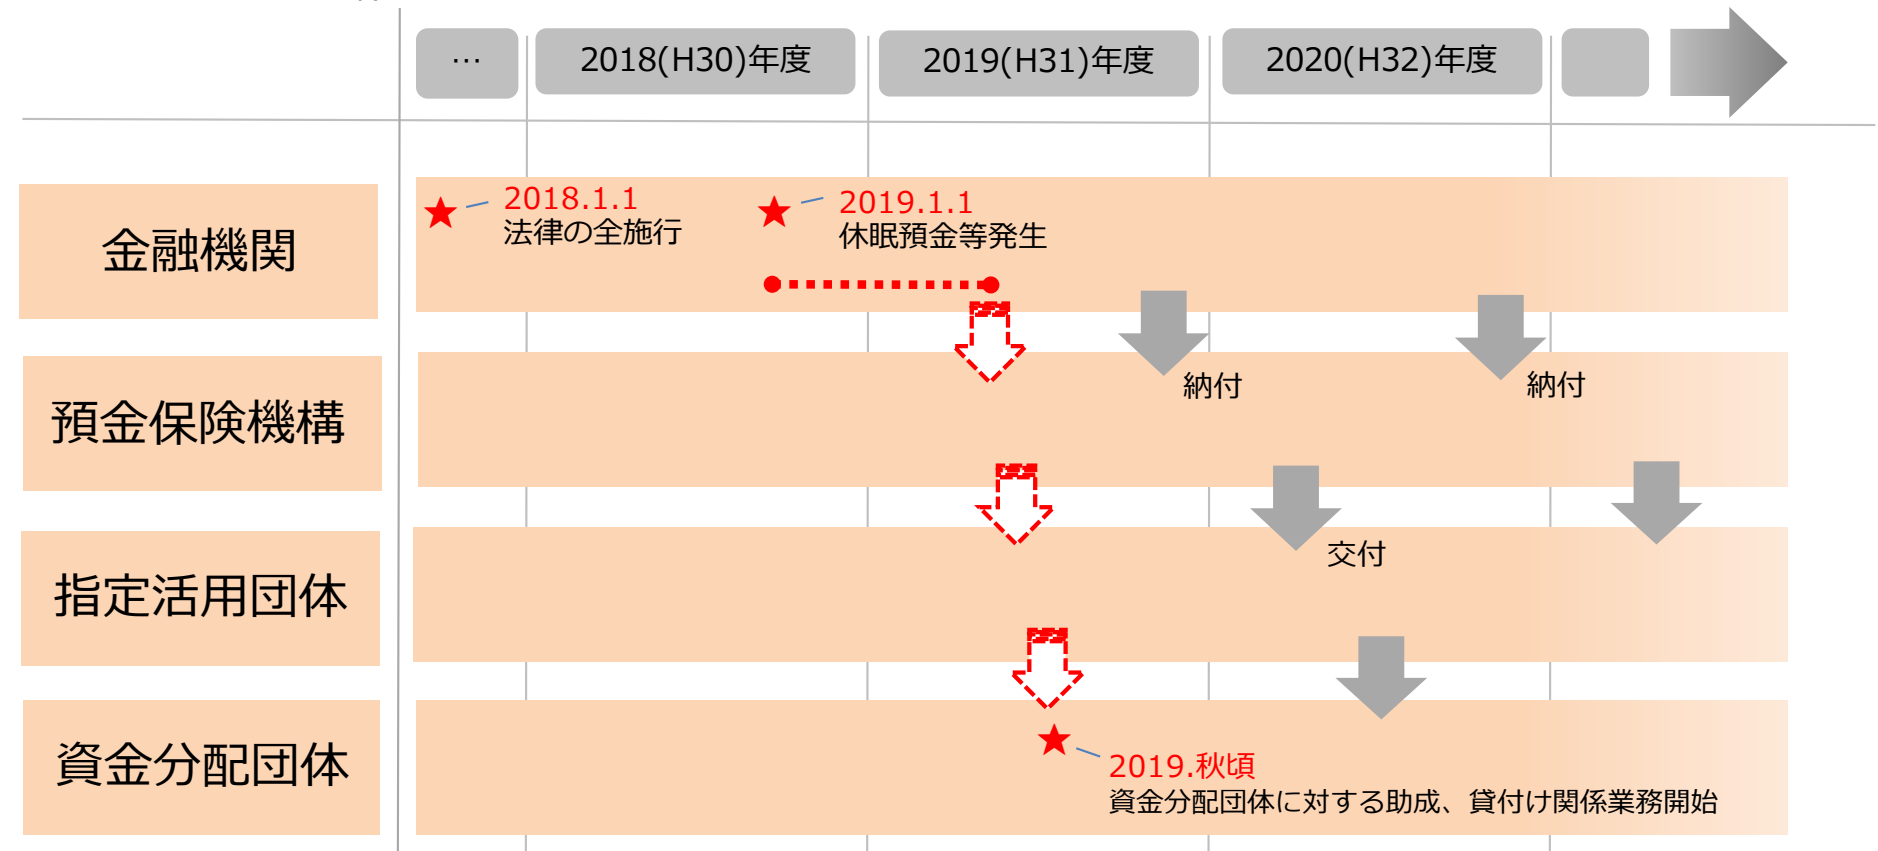 …
2018(H30)年度
2019(H31)年度
2020(H32)年度
金融機関
2018.1.1
法律の全施行
2019.1.1
休眠預金等発生
預金保険機構
納付
納付
指定活用団体
交付
資金分配団体
2019.秋頃
資金分配団体に対する助成、貸付け関係業務開始